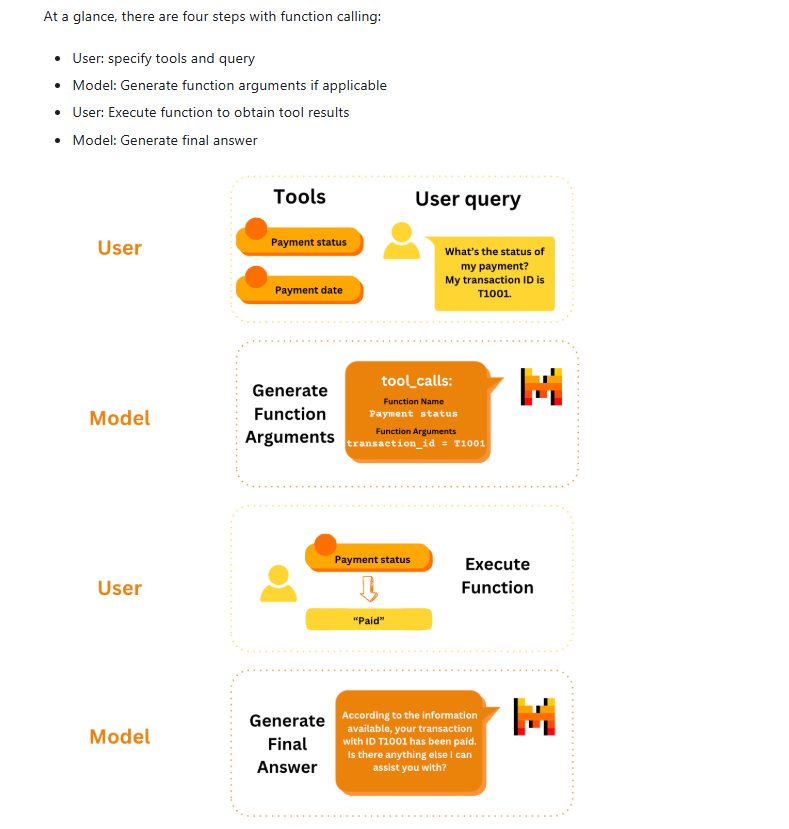 At a glance, there are four steps with function calling:
User: specify tools and query
Model: Generate function arguments if applicable
User: Execute function to obtain tool results
Model: Generate final answer
User
Tools
Payment status
Payment date
User query
What's the status of
my payment?
My transaction ID is
T1001.
Model
Generate
Function
Arguments
tool_calls:
Function Name
Payment status
Function Arguments
transaction_id = T1001
User
Payment status
“Paid”
Execute
Function
Model
Generate
Final
Answer
According to the information
available, your transaction
with ID T1001 has been paid.
Is there anything else I can
assist you with?